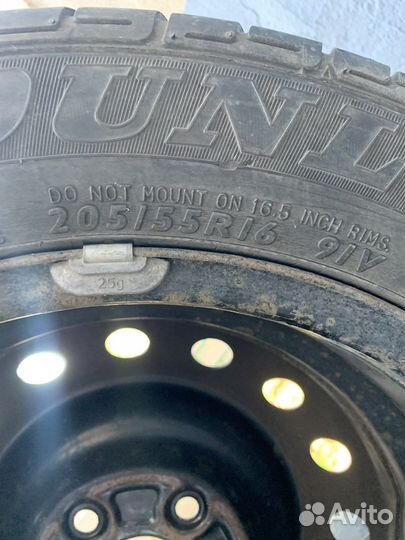 DUNL
DO NOT MOUNT ON 16.5 INCH RIMS.
205/55R16 91V
25g
Avito